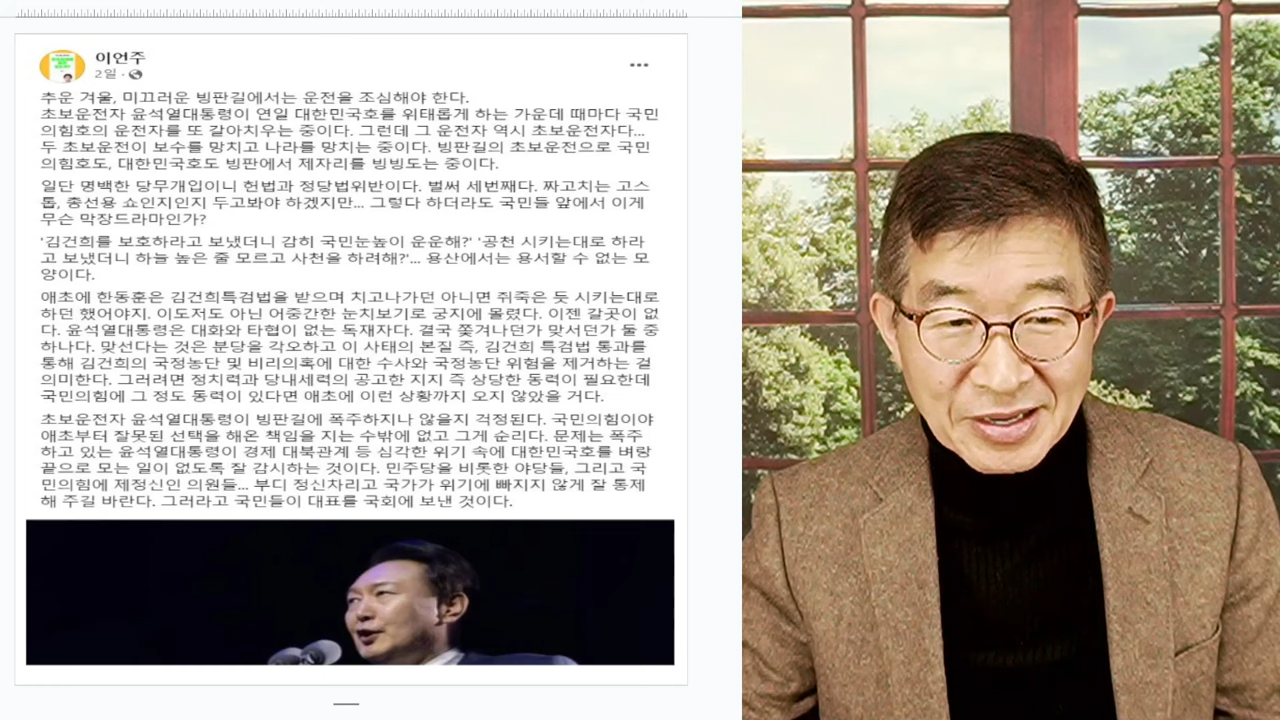 이언주
2일 ·
추운 겨울, 미끄러운 빙판길에서는 운전을 조심해야 한다.
초보운전자 윤석열대통령이 연일 대한민국호를 위태롭게 하는 가운데 때마다 국민
의힘호의 운전자를 또 갈아치우는 중이다. 그런데 그 운전자 역시 초보운전자다...
두 초보운전이 보수를 망치고 나라를 망치는 중이다. 빙판길의 초보운전으로 국민
의힘호도, 대한민국호도 빙판에서 제자리를 빙빙도는 중이다.
일단 명백한 당무개입이니 헌법과 정당법위반이다. 벌써 세번째다. 짜고치는 고스
톱, 총선용 쇼인지인지 두고봐야 하겠지만... 그렇다 하더라도 국민들 앞에서 이게
무슨 막장드라마인가?
'김건희를 보호하라고 보냈더니 감히 국민눈높이 운운해?' '공천 시키는대로 하라
고 보냈더니 하늘 높은 줄 모르고 사천을 하려해?'... 용산에서는 용서할 수 없는 모
양이다.
애초에 한동훈은 김건희특검법을 받으며 치고나가던 아니면 쥐죽은 듯 시키는대로
하던 했어야지. 이도저도 아닌 어중간한 눈치보기로 궁지에 몰렸다. 이젠 갈곳이 없
다. 윤석열대통령은 대화와 타협이 없는 독재자다. 결국 쫓겨나던가 맞서던가 둘 중
하나다. 맞선다는 것은 분당을 각오하고 이 사태의 본질 즉, 김건희 특검법 통과를
통해 김건희의 국정농단 및 비리의혹에 대한 수사와 국정농단 위험을 제거하는 걸
의미한다. 그러려면 정치력과 당내세력의 공고한 지지 즉 상당한 동력이 필요한데
국민의힘에 그 정도 동력이 있다면 애초에 이런 상황까지 오지 않았을 거다.
초보운전자 윤석열대통령이 빙판길에 폭주하지나 않을지 걱정된다. 국민의힘이야
애초부터 잘못된 선택을 해온 책임을 지는 수밖에 없고 그게 순리다. 문제는 폭주
하고 있는 윤석열대통령이 경제 대북관계 등 심각한 위기 속에 대한민국호를 벼랑
끝으로 모는 일이 없도록 잘 감시하는 것이다. 민주당을 비롯한 야당들, 그리고 국
민의힘에 제정신인 의원들... 부디 정신차리고 국가가 위기에 빠지지 않게 잘 통제
해 주길 바란다. 그러라고 국민들이 대표를 국회에 보낸 것이다.